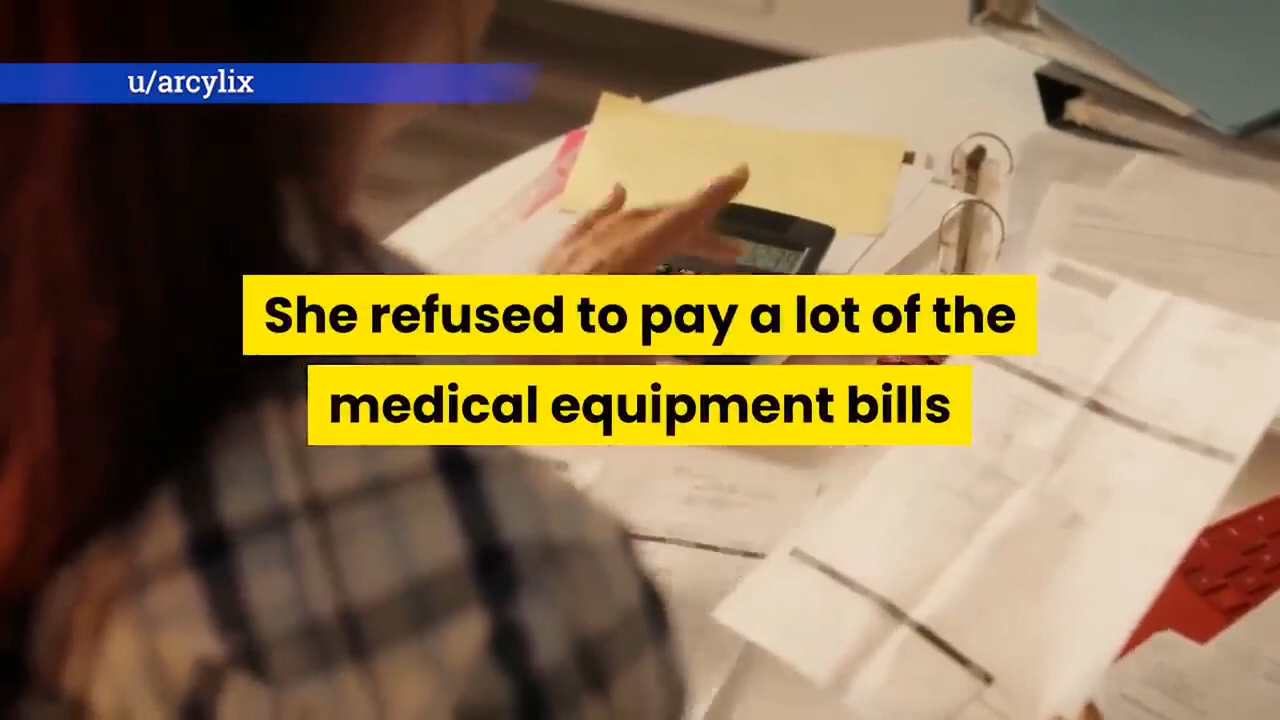 u/arcylix
She refused to pay a lot of the
medical equipment bills